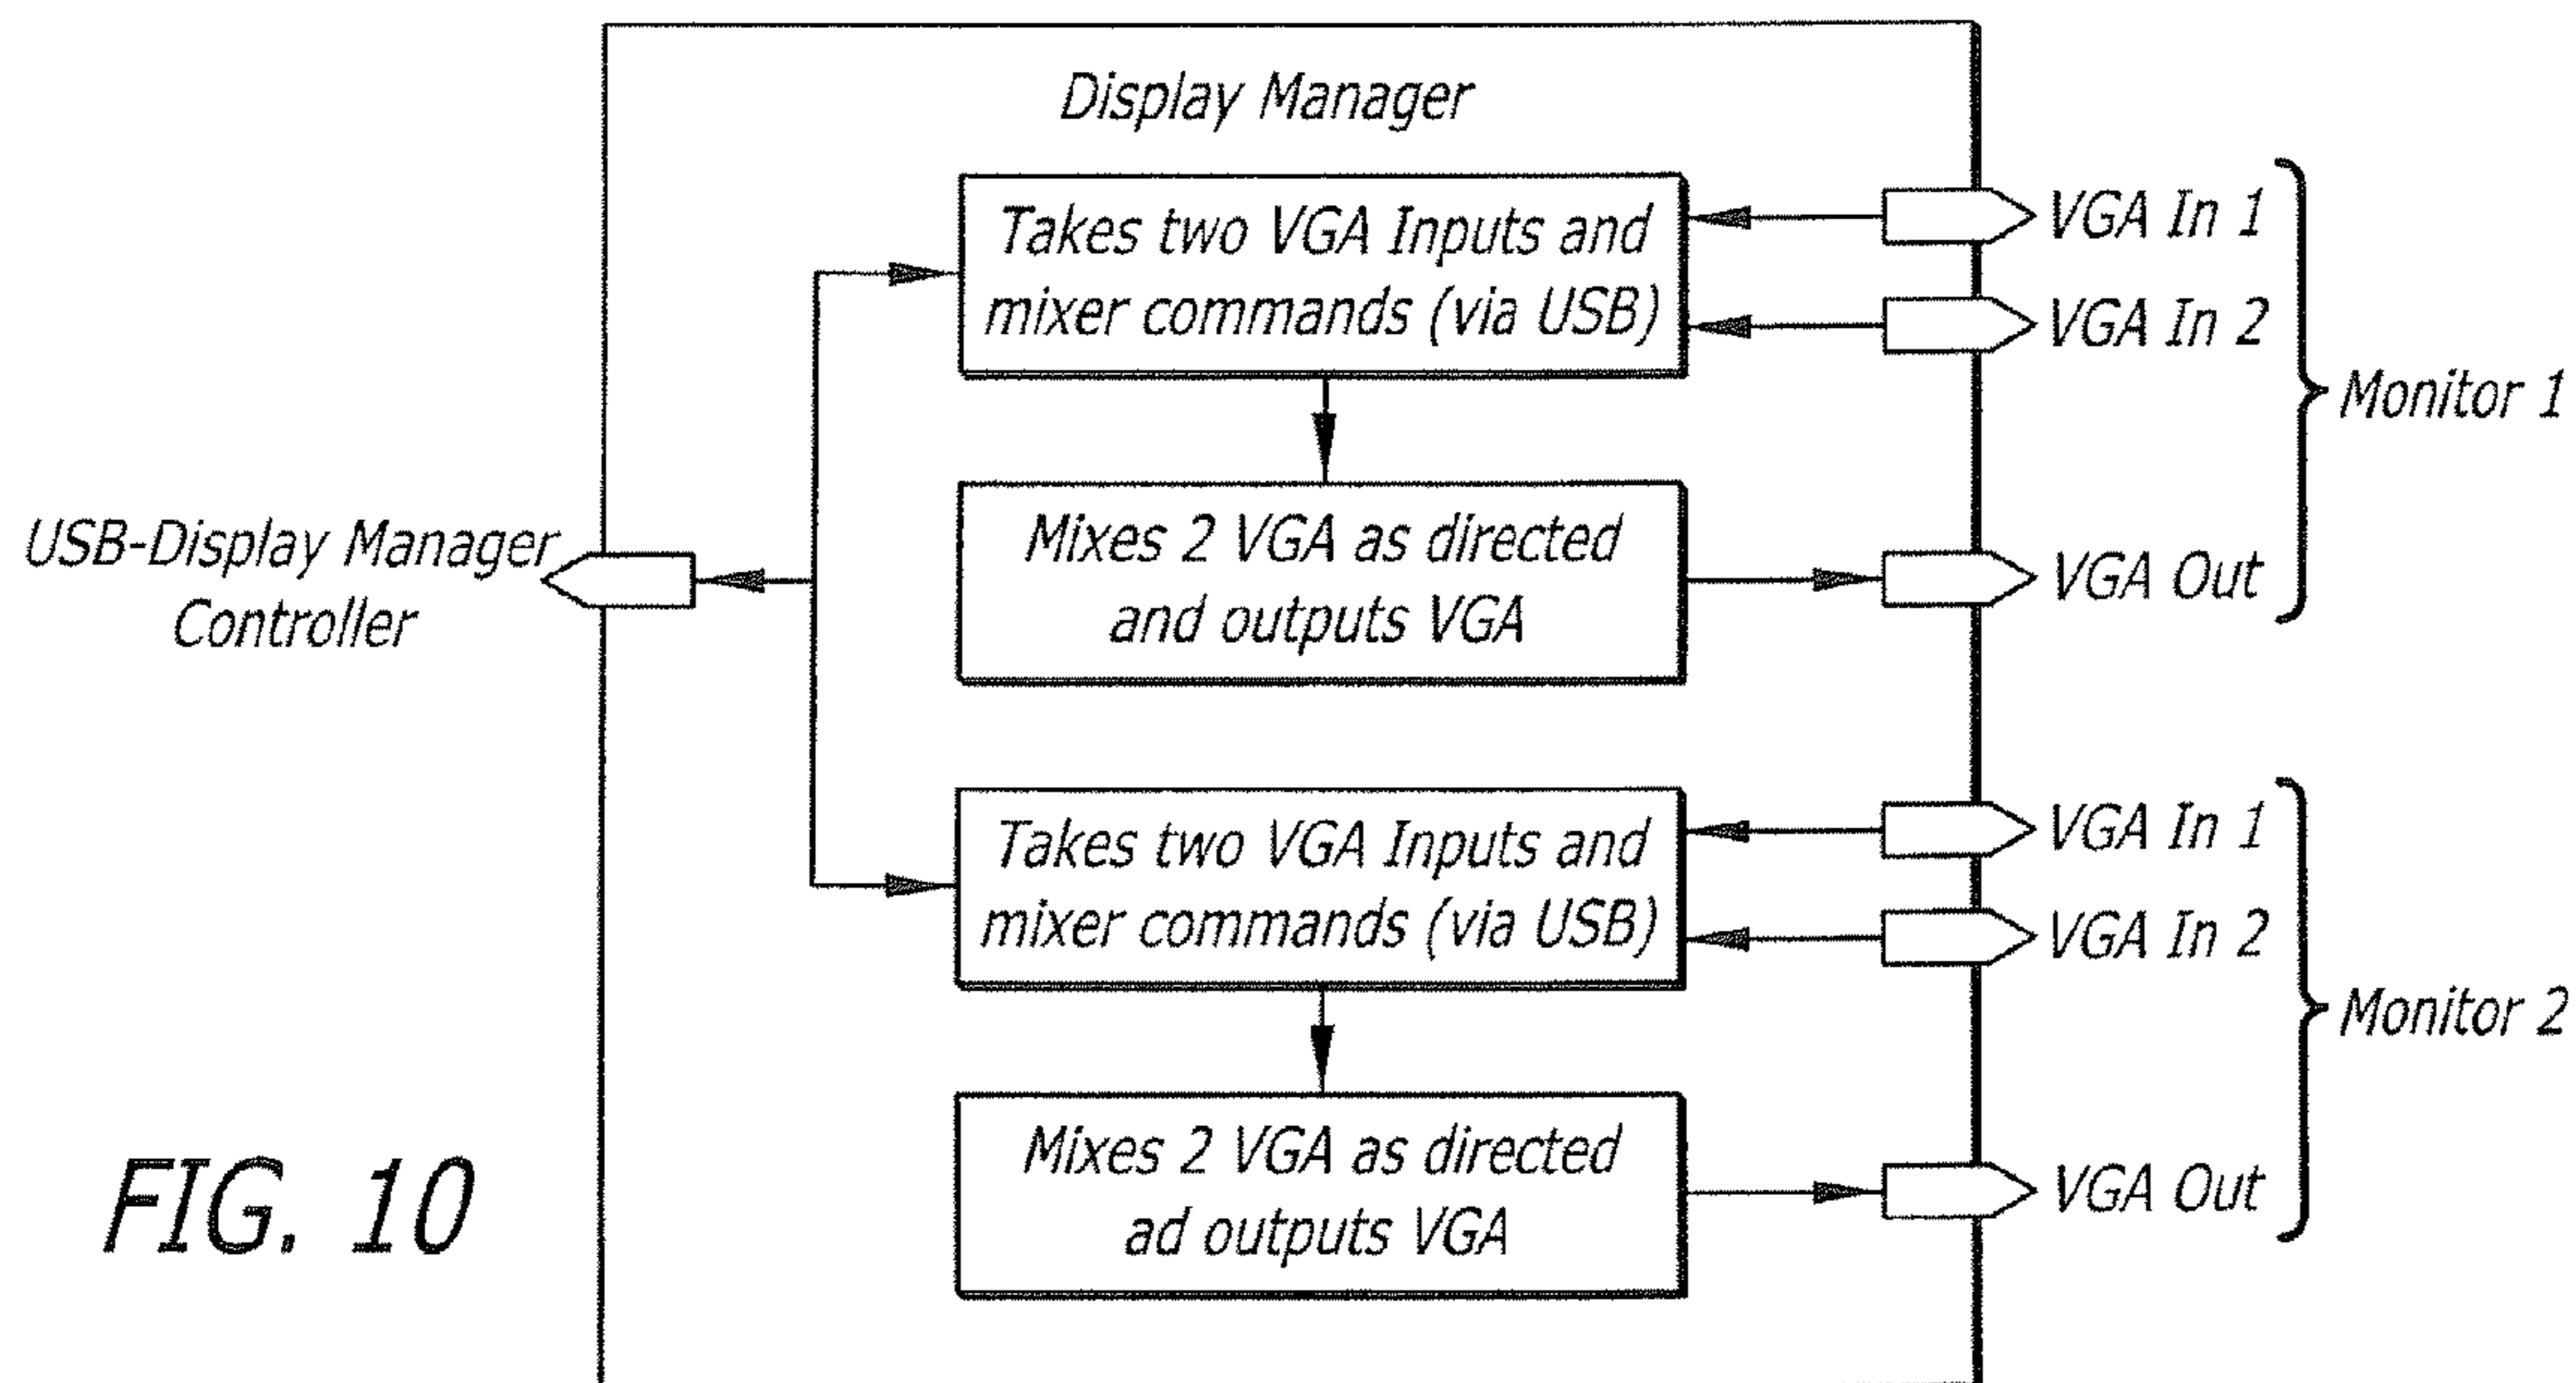 Display Manager
Takes two VGA Inputs and
mixer commands (via USB)
VGA In 1
VGA In 2
Monitor 1
Mixes 2 VGA as directed
and outputs VGA
VGA Out
USB-Display Manager
Controller
Takes two VGA Inputs and
mixer commands (via USB)
VGA In 1
VGA In 2
Monitor 2
Mixes 2 VGA as directed
ad outputs VGA
VGA Out
FIG. 10